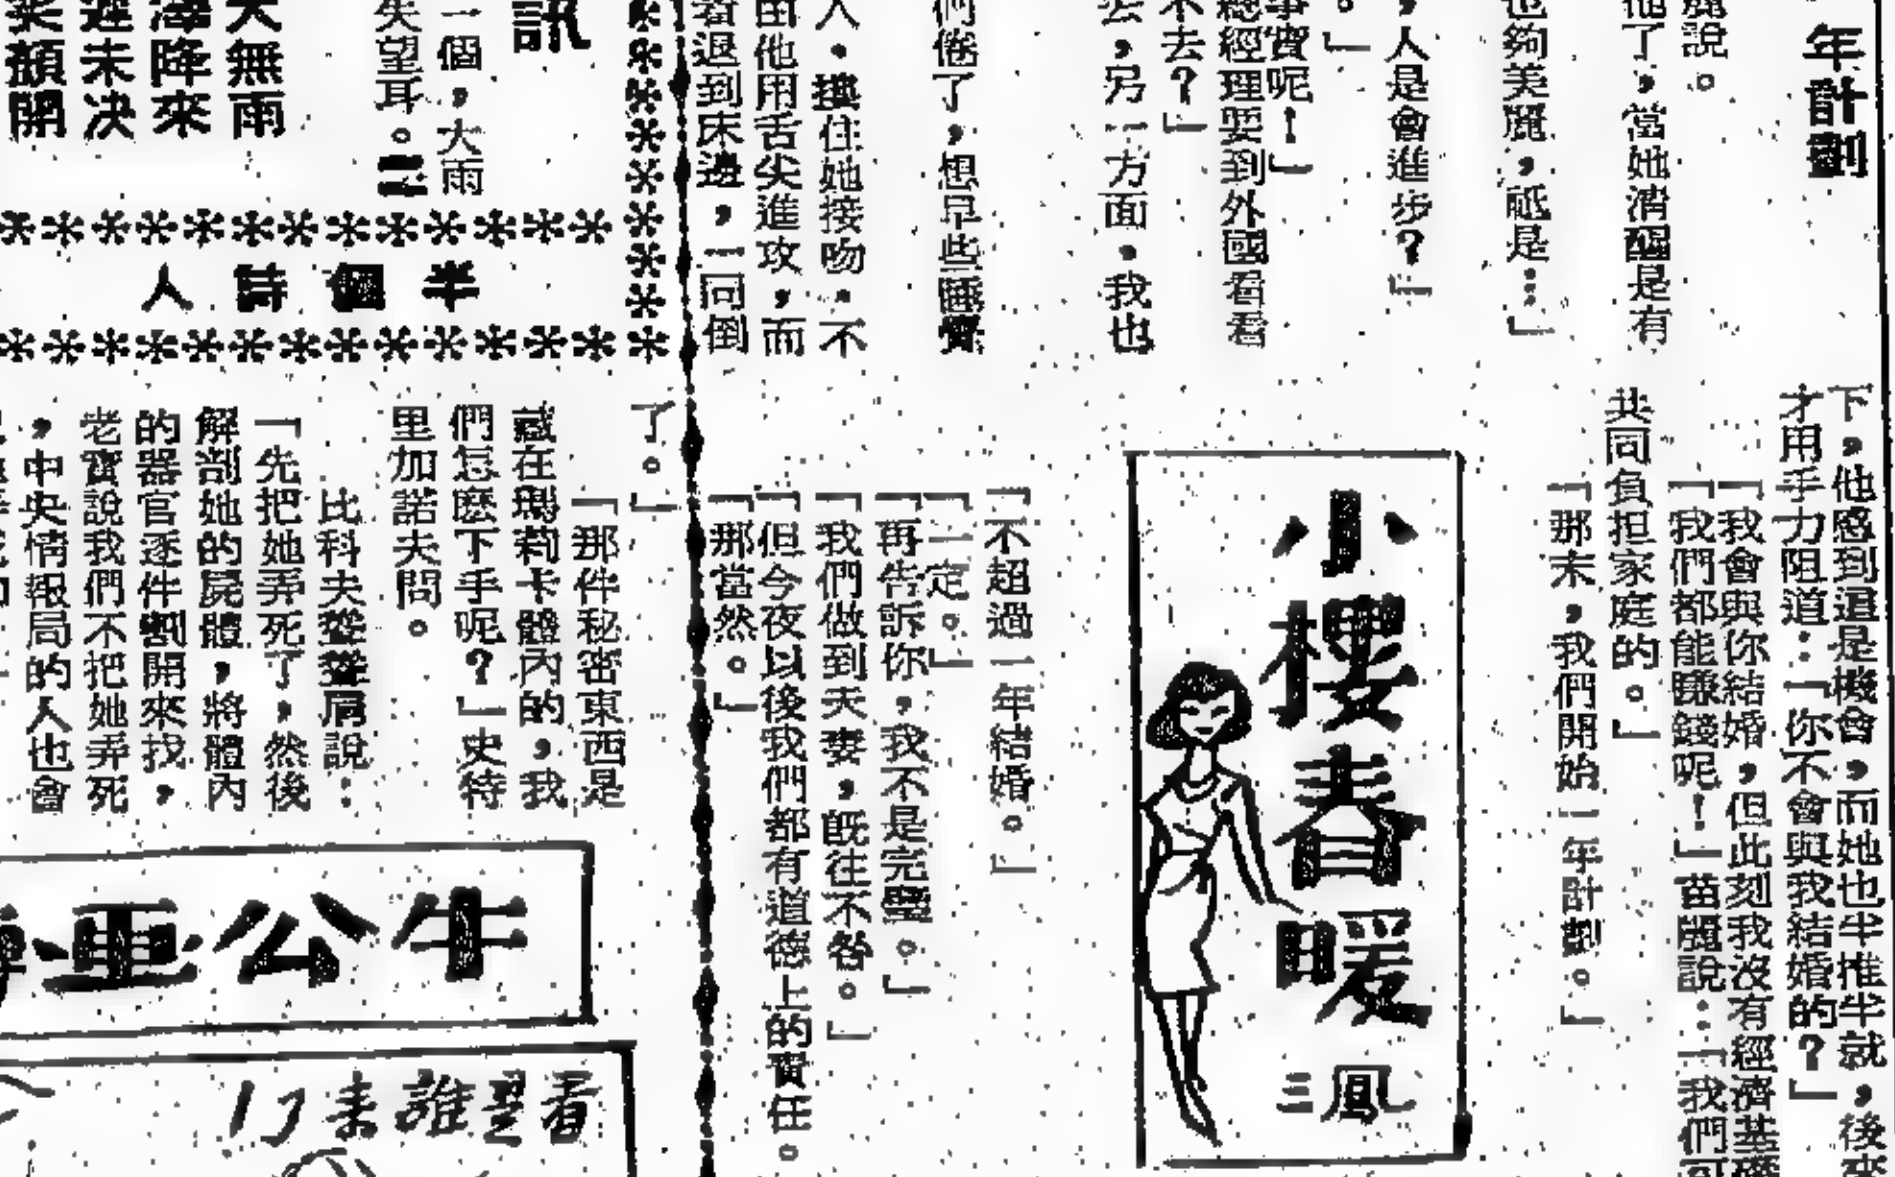 年計劃
麗說。
他了，當她清醒是有
也夠美麗，祗是…」
，人是會進步？」
。」
事實呢！」
總經理要到外國看看
不去？」
去，另一方面，我也
們倦了，想早些睡覺
人，摟住她接吻，不
由他用舌尖進攻，而
着退到床邊，一同倒
下，他感到這是機會，而她也半推半就，後來
才用手力阻道：「你不會與我結婚的？」
「我會與你結婚，但此刻我沒有經濟基礎
「我們都能賺錢呢！」苗麗說：「我們可
共同負担家庭的。」
「那末，我們開始一年計劃。」
小樓春暖
三鳳
「不超過一年結婚。」
「一定。」
「再告訴你，我不是完璧。」
「我們做到夫妻，旣往不咎。」
「但今夜以後我們都有道德上的責任。
「那當然。」
訊
一個，大雨
失望耳。
大無雨
降來
遲未决
笑顏開
半個詩人
了。」
「那件秘密東西是
藏在瑪莉卡體內的，我
們怎麽下手呢？」史特
里加諾夫問。
比科夫聳聳肩說：
「先把她弄死了，然後
解剖她的屍體，將體內
的器官逐件割開來找，
老實說我們不把她弄死
，中央情報局的人也會
牛公亜
看是誰來了